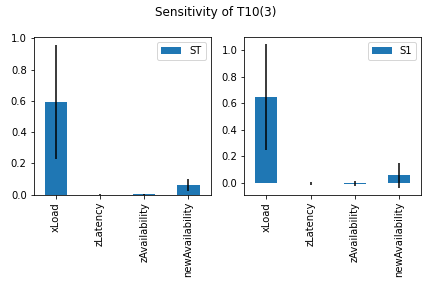 Sensitivity of T10(3)
1.0
0.8
0.6
0.4
0.2
0.0
ST
xLoad
zLatency
zAvailability
newAvailability
1.0
0.8
0.6
0.4
0.2
0.0
S1
xLoad
zLatency
zAvailability
newAvailability